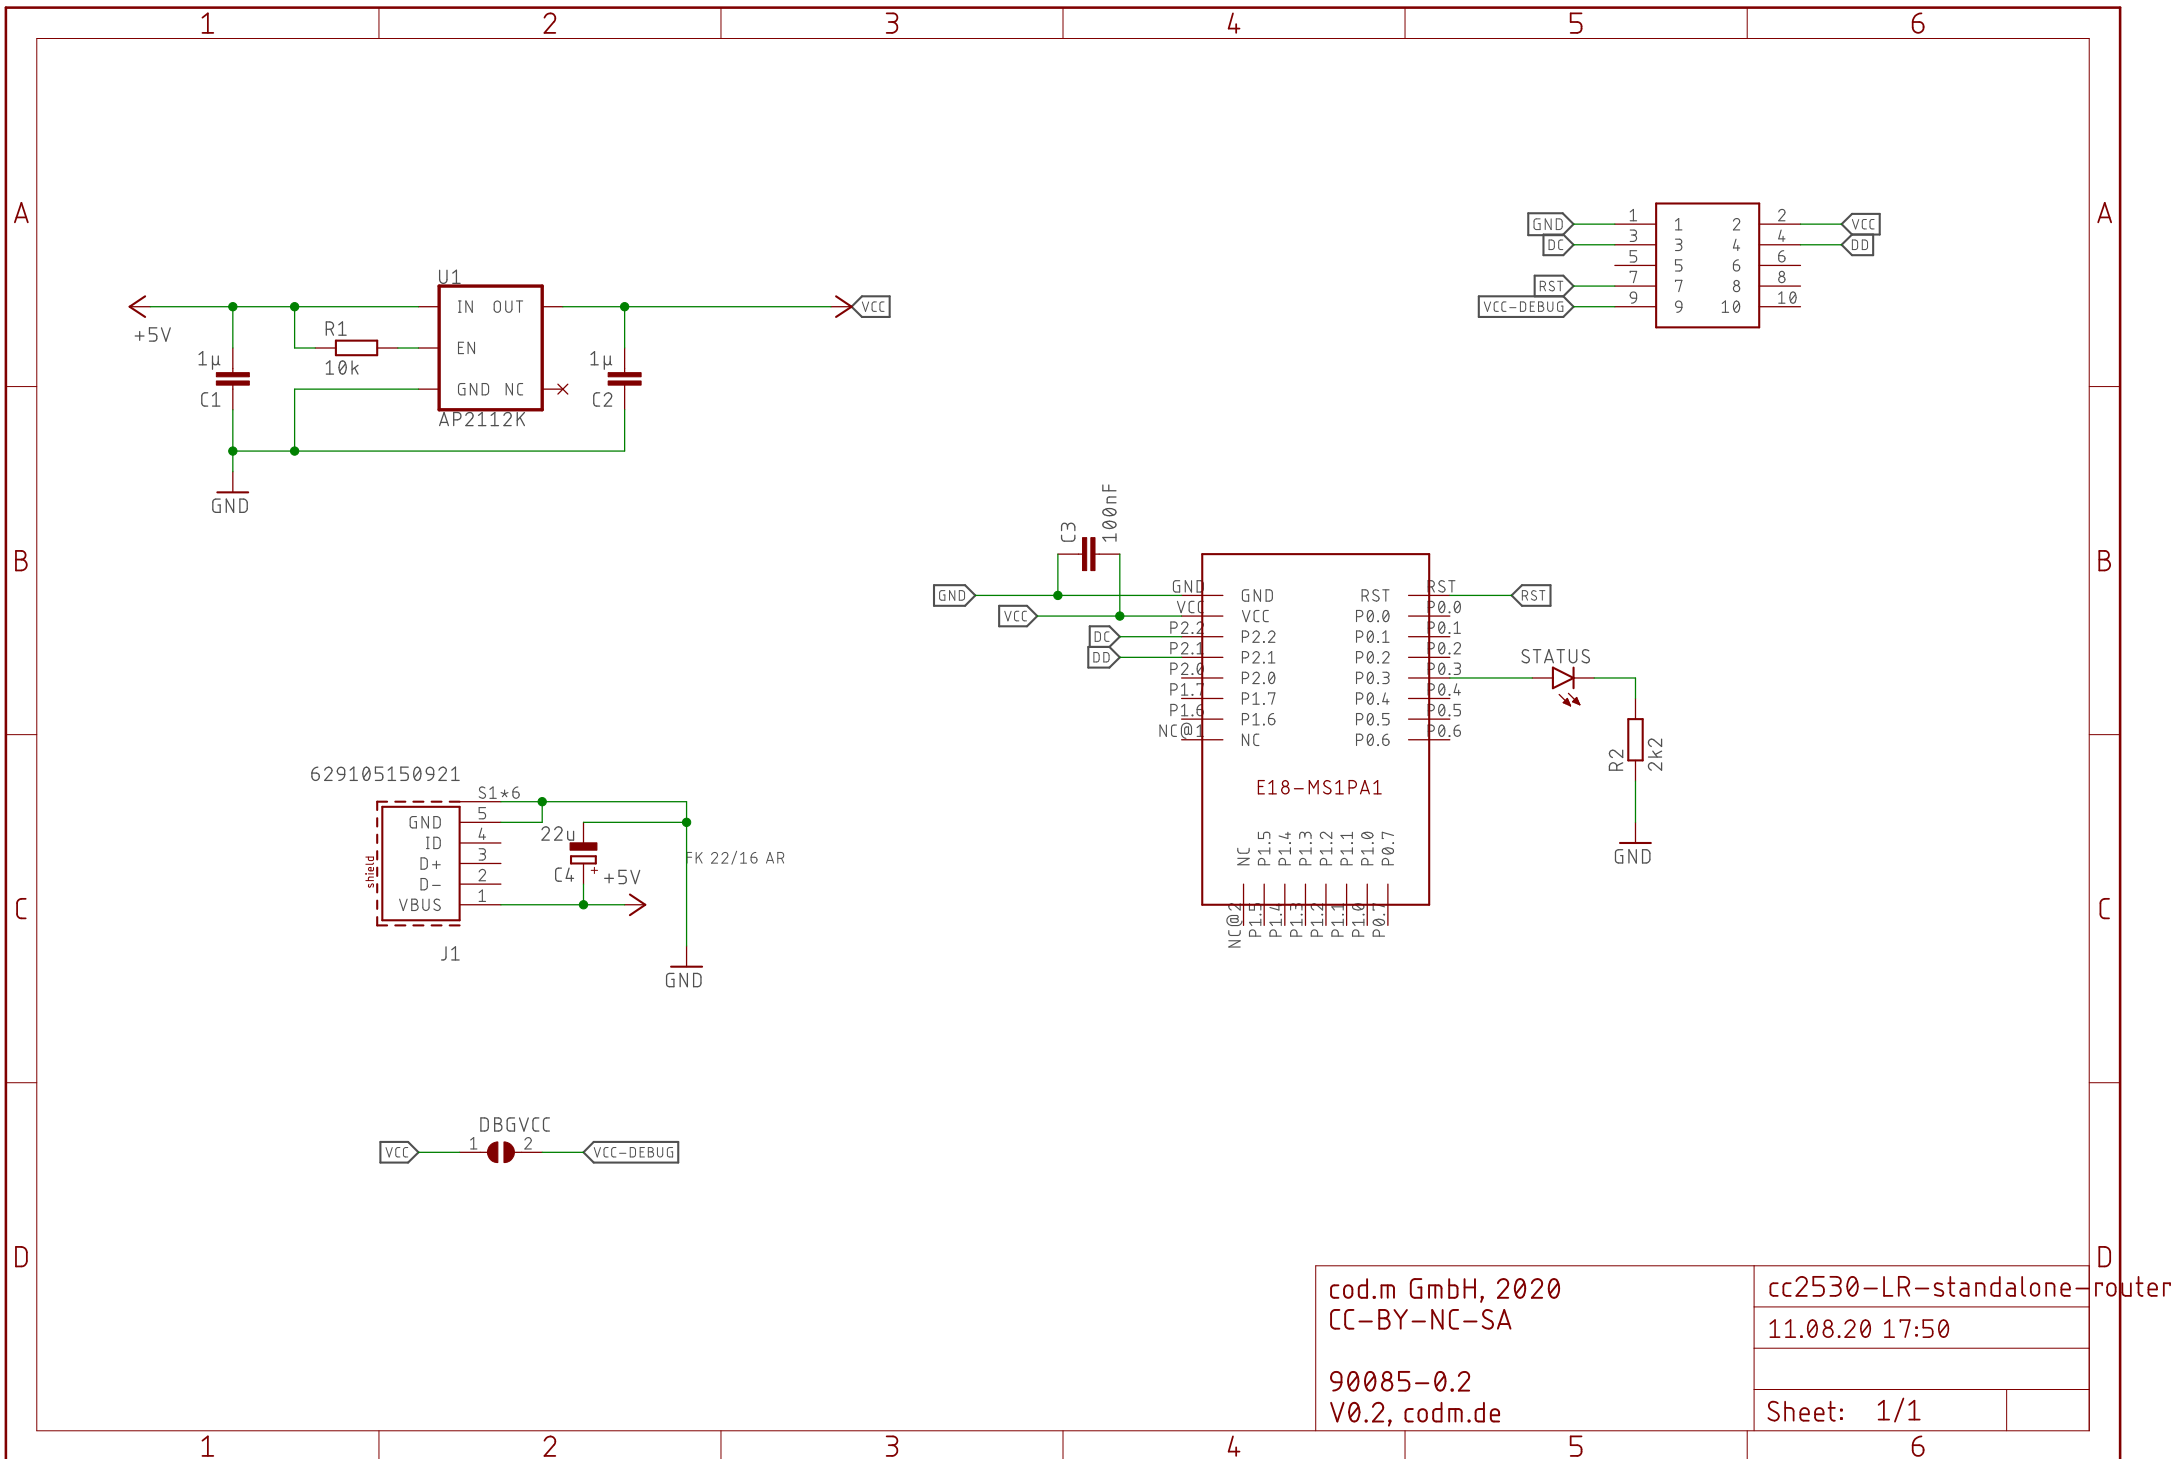 1 2 3 4 5 6
A A
B B
C C
D D
U1
IN OUT
EN
GND NC
AP2112K
+5V
R1
10k
1µ
C1
1µ
C2
VCC
GND
GND 1 1 2 2 VCC
DC 3 3 4 4 DD
5 5 6 6
RST 7 7 8 8
VCC-DEBUG 9 9 10 10
C3
100nF
GND GND GND RST RST RST
VCC VCC VCC P0.0 P0.0
DC P2.2 P2.2 P0.1 P0.1
DD P2.1 P2.1 P0.2 P0.2
P2.0 P2.0 P0.3 P0.3
P1.7 P1.7 P0.4 P0.4
P1.6 P1.6 P0.5 P0.5
NC@1 NC P0.6 P0.6
E18-MS1PA1
NC P1.5 P1.4 P1.3 P1.2 P1.1 P1.0 P0.7
NC@2 P1.5 P1.4 P1.3 P1.2 P1.1 P1.0 P0.7
STATUS
R2
2k2
GND
629105150921
S1*6
GND 5
ID 4
D+ 3
D- 2
VBUS 1
shield
J1
22u
C4
+
+5V
FK 22/16 AR
GND
DBGVCC
VCC 1 2 VCC-DEBUG
cod.m GmbH, 2020
CC-BY-NC-SA
90085-0.2
V0.2, codm.de
cc2530-LR-standalone-router
11.08.20 17:50
Sheet: 1/1
1 2 3 4 5 6